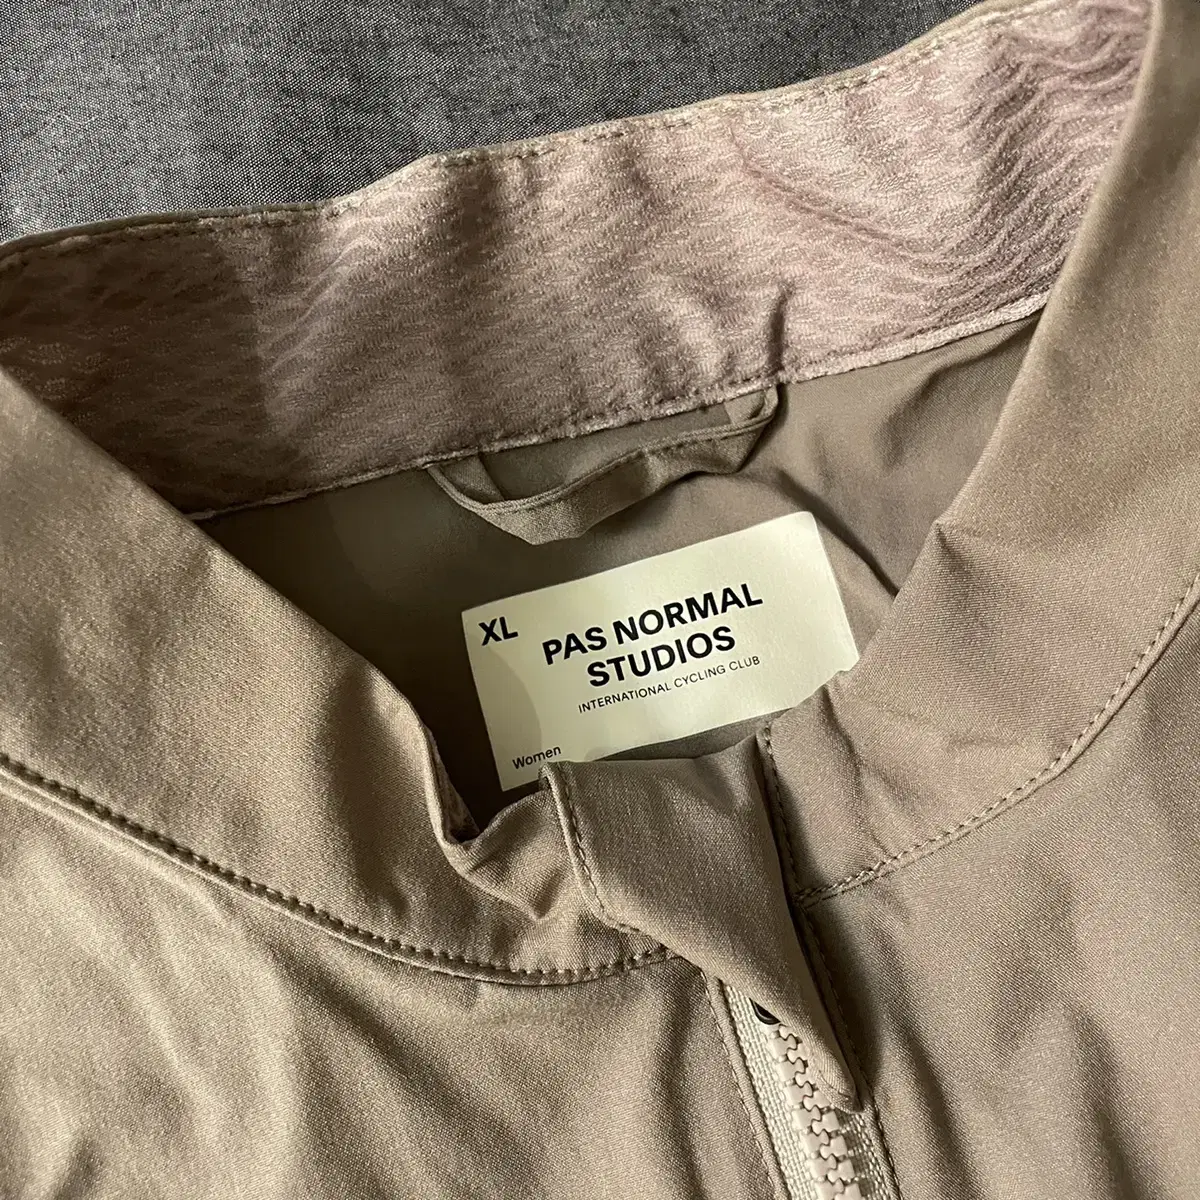 XL
PAS NORMAL
STUDIOS
INTERNATIONAL CYCLING CLUB
Women